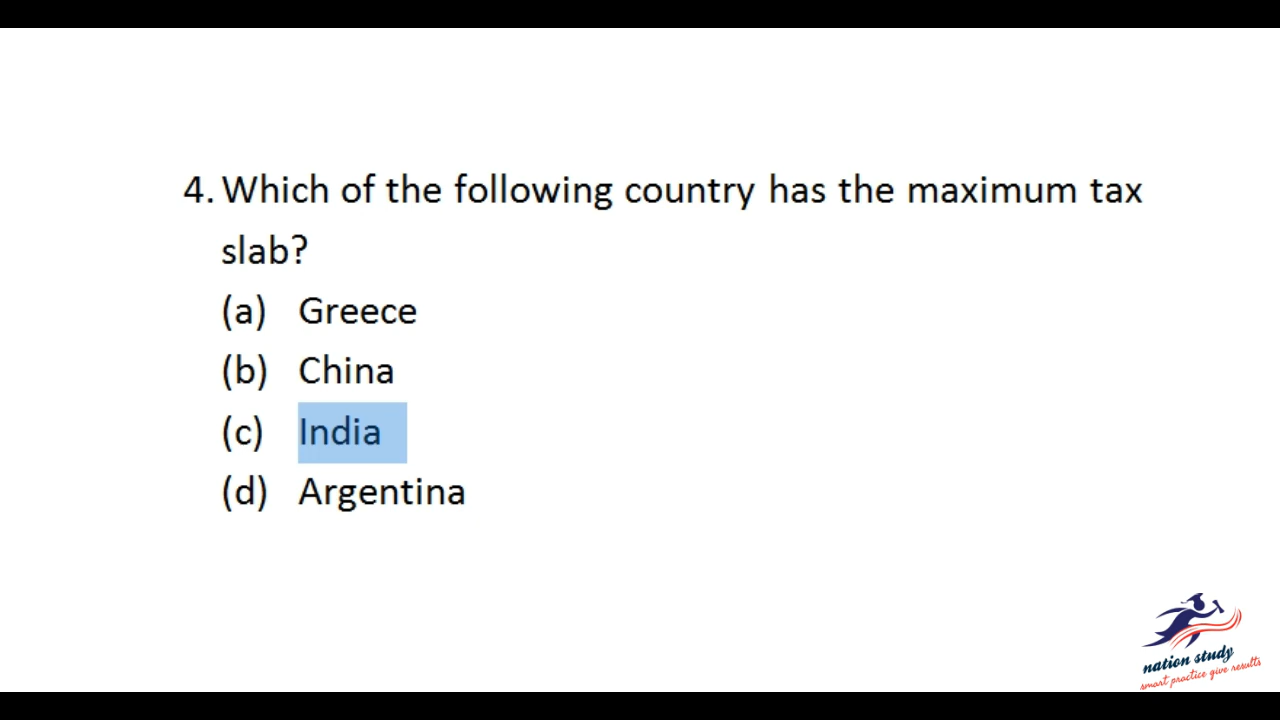 4. Which of the following country has the maximum tax
slab?
(a) Greece
(b) China
(c) India
(d) Argentina
nation study
smart practice give results